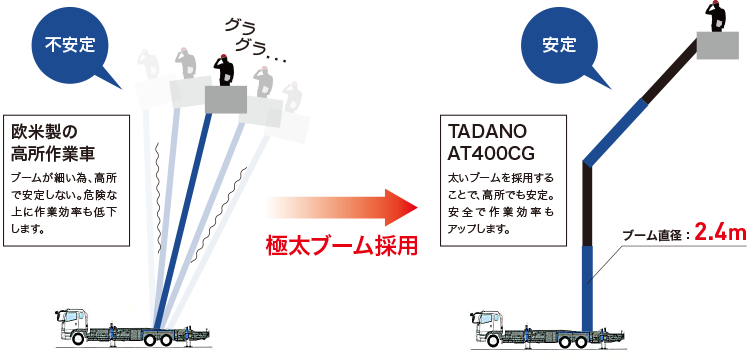 不安定
グラ
グラ...
欧米製の
高所作業車
ブームが細い為、高所
で安定しない。危険な
上に作業効率も低下
します。
極太ブーム採用
安定
TADANO
AT400CG
太いブームを採用する
ことで、高所でも安定。
安全で作業効率も
アップします。
ブーム直径：2.4m